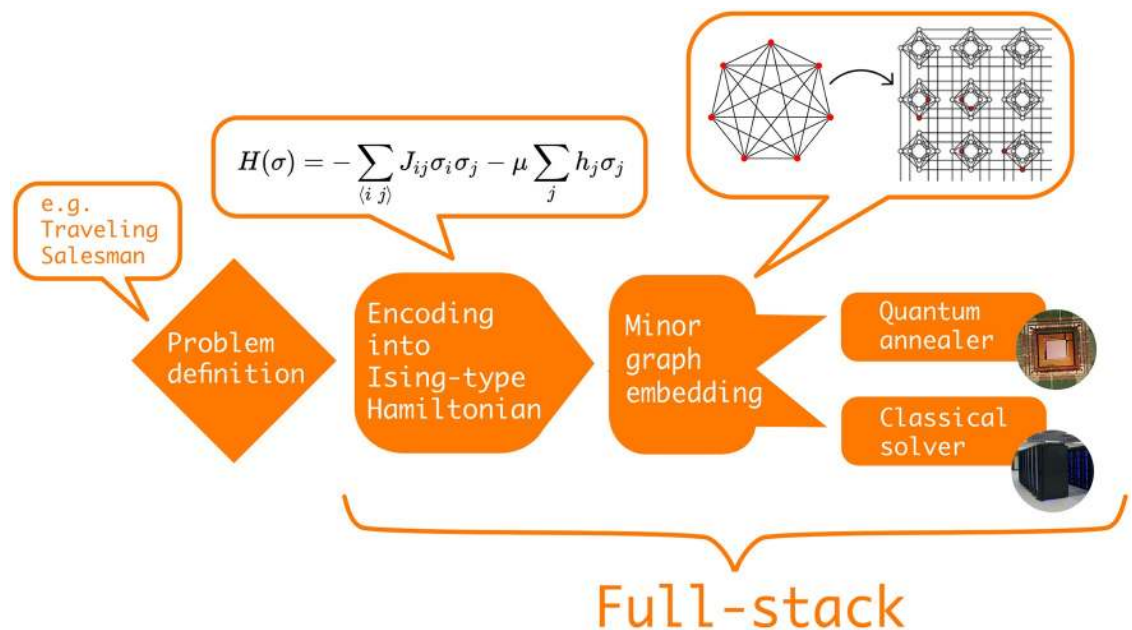 e.g.
Traveling
Salesman
Problem
definition
H(σ) = − ∑⟨i j⟩ Jᵢⱼσᵢσⱼ − μ ∑ⱼ hⱼσⱼ
Encoding
into
Ising-type
Hamiltonian
Minor
graph
embedding
Quantum
annealer
Classical
solver
Full-stack